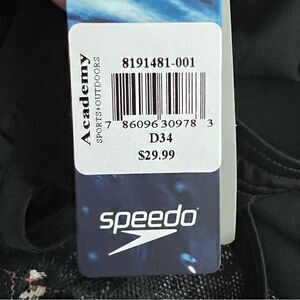 Academy
SPORTS+OUTDOORS
8191481-001
7 86096 30978 3
D34
$29.99
speedo